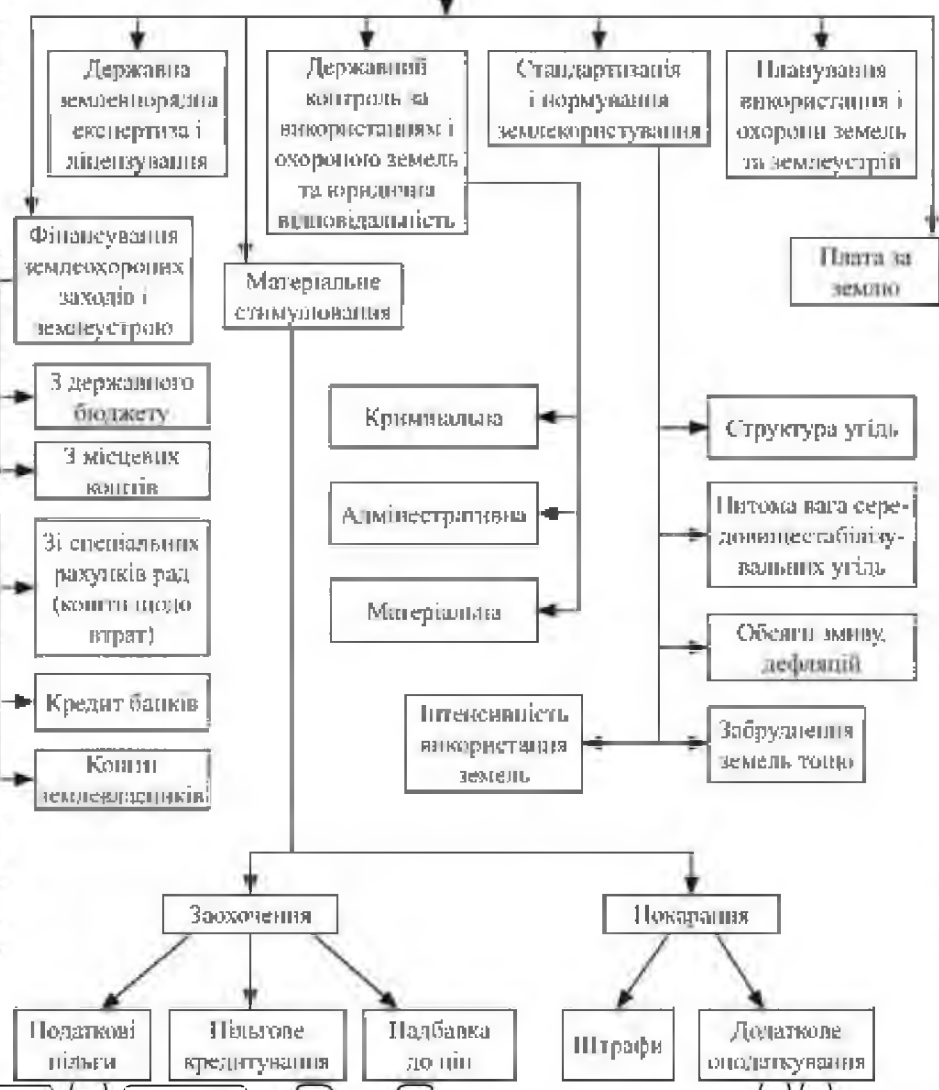 Державна
землевпорядна
експертиза і
ліцензування
Державний
контроль за
використанням і
охороного земель
та юридична
відповідальність
Стандартизація
і нормування
землекористування
Планування
використання і
охорони земель
та землеустрій
Фінансування
землеохоронних
заходів і
землеустрою
Матеріальне
стимулювання
Плата за
землю
З державного
бюджету
З місцевих
коштів
Зі спеціальних
рахунків рад
(кошти щодо
втрат)
Кредит банків
Кошти
землевласників
Кримінальна
Адмінестративна
Матеріальна
Структура угідь
Питома вага сере-
довищестабілізу-
вальних угідь
Обсяги змиву,
дефляцій
Інтенсивність
використання
земель
Забруднення
земель тощо
Заохочення
Покарання
Податкові
пільги
Пільгове
кредитування
Надбавка
до цін
Штрафи
Додаткове
оподаткування